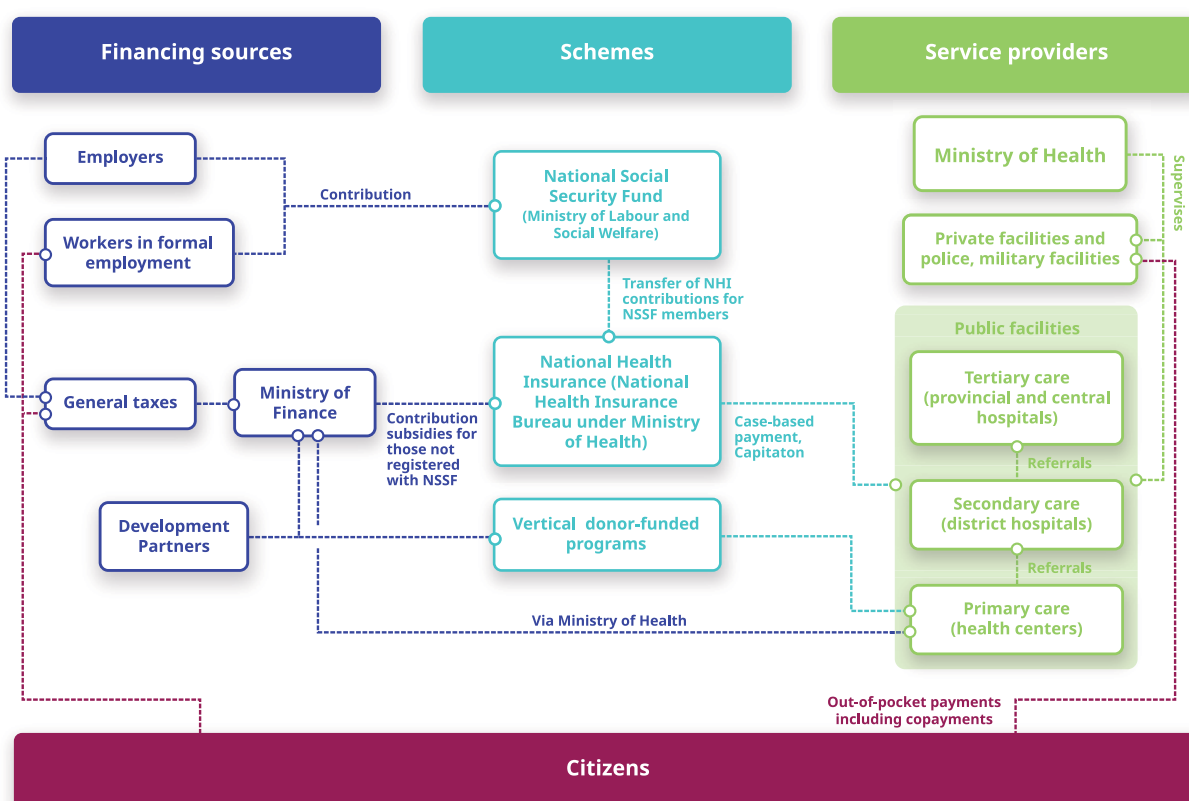 Financing sources
Schemes
Service providers
Employers
Workers in formal
employment
Contribution
National Social
Security Fund
(Ministry of Labour and
Social Welfare)
Ministry of Health
Supervises
Private facilities and
police, military facilities
Transfer of NHI
contributions for
NSSF members
General taxes
Ministry of
Finance
Contribution
subsidies for
those not
registered
with NSSF
National Health
Insurance (National
Health Insurance
Bureau under Ministry
of Health)
Case-based
payment,
Capitaton
Public facilities
Tertiary care
(provincial and central
hospitals)
Referrals
Secondary care
(district hospitals)
Referrals
Primary care
(health centers)
Development
Partners
Vertical donor-funded
programs
Via Ministry of Health
Out-of-pocket payments
including copayments
Citizens